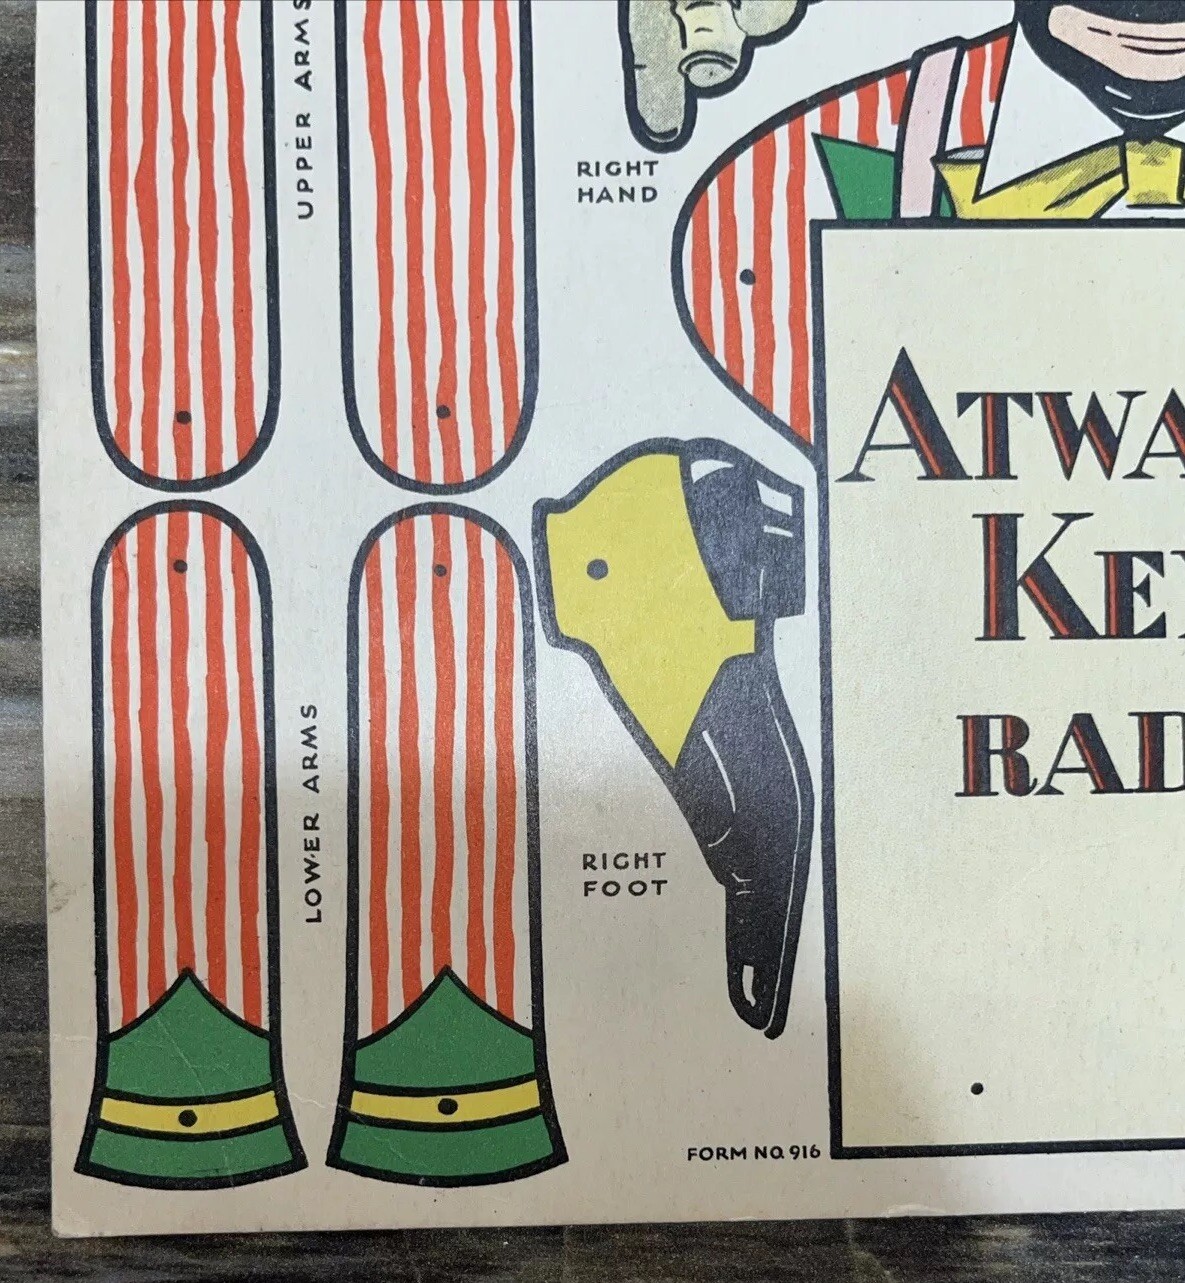 UPPER ARMS
RIGHT
HAND
ATWA
KE
RAD
LOWER ARMS
RIGHT
FOOT
FORM NO. 916